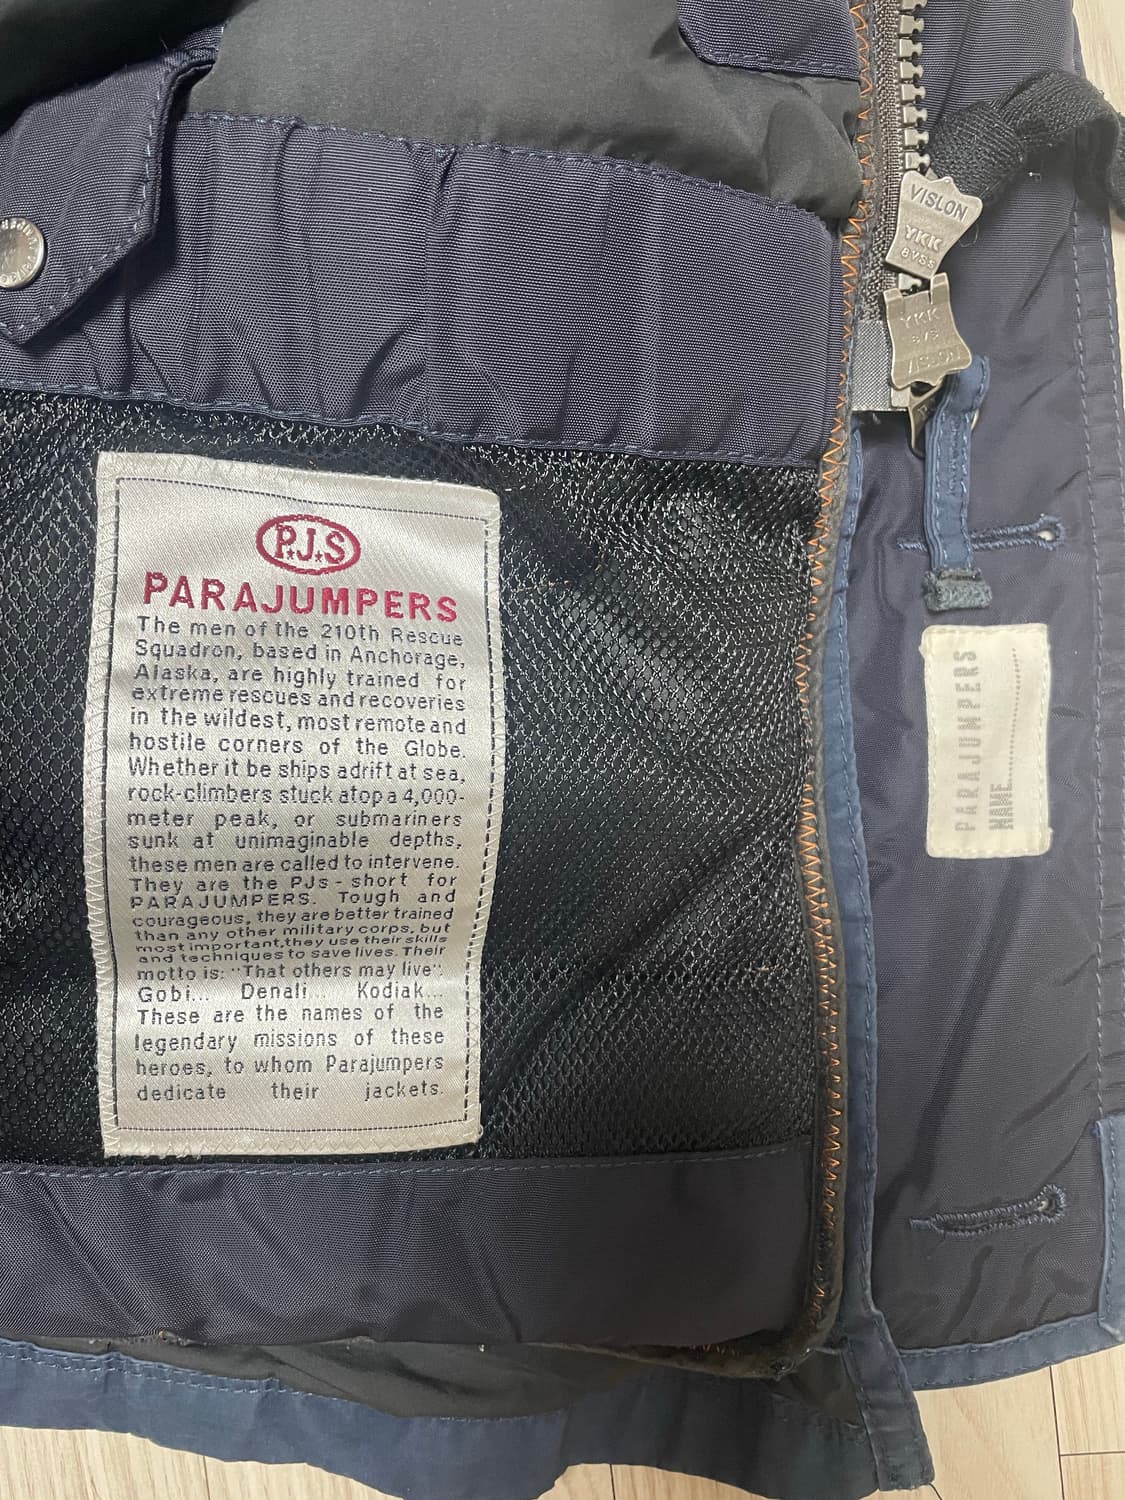 VISLON
YKK
8VS5
YKK
8VS
VISLON
P.J.S
PARAJUMPERS
The men of the 210th Rescue
Squadron, based in Anchorage,
Alaska, are highly trained for
extreme rescues and recoveries
in the wildest, most remote and
hostile corners of the Globe.
Whether it be ships adrift at sea,
rock-climbers stuck atop a 4,000-
meter peak, or submariners
sunk at unimaginable depths,
these men are called to intervene.
They are the PJs - short for
PARAJUMPERS. Tough and
courageous, they are better trained
than any other military corps, but
most important, they use their skills
and techniques to save lives. Their
motto is: "That others may live":
Gobi... Denali... Kodiak...
These are the names of the
legendary missions of these
heroes, to whom Parajumpers
dedicate their jackets.
PARAJUMPERS
NAME